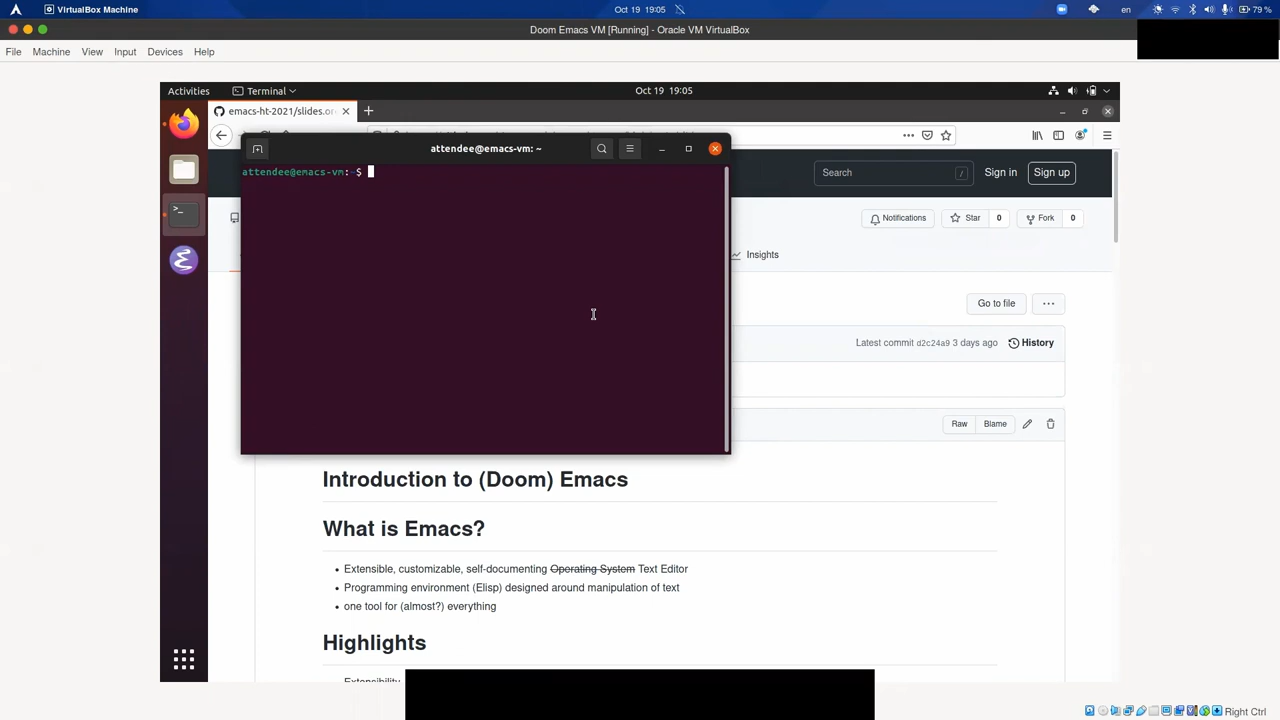 VirtualBox Machine
Oct 19 19:05
en
79 %
Doom Emacs VM [Running] - Oracle VM VirtualBox
File Machine View Input Devices Help
Activities
Terminal
Oct 19 19:05
emacs-ht-2021/slides.or
attendee@emacs-vm: ~
attendee@emacs-vm:~$
Search /
Sign in
Sign up
Notifications
Star 0
Fork 0
Insights
Go to file
Latest commit d2c24a9 3 days ago
History
Raw
Blame
Introduction to (Doom) Emacs
What is Emacs?
• Extensible, customizable, self-documenting Operating System Text Editor
• Programming environment (Elisp) designed around manipulation of text
• one tool for (almost?) everything
Highlights
Extensibility
Right Ctrl